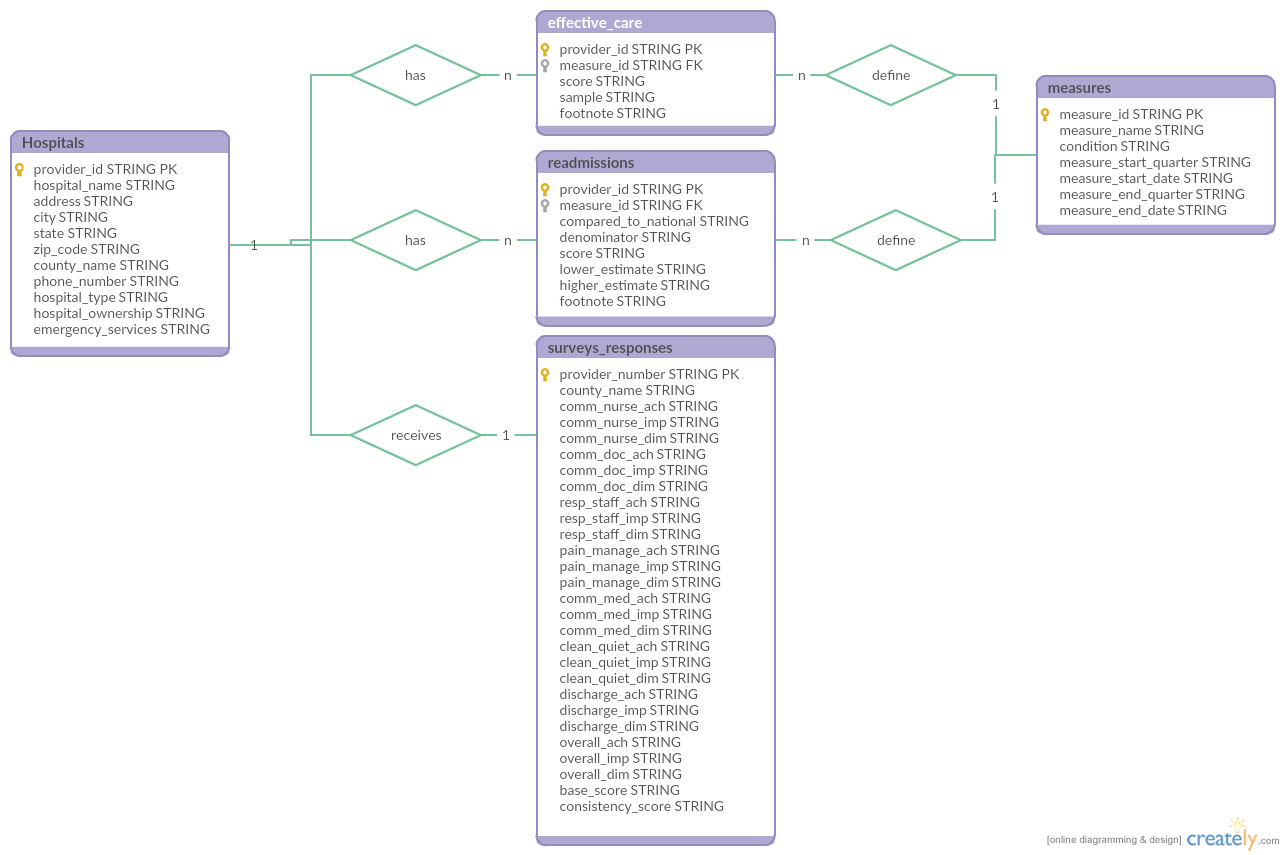 Hospitals
provider_id STRING PK
hospital_name STRING
address STRING
city STRING
state STRING
zip_code STRING
county_name STRING
phone_number STRING
hospital_type STRING
hospital_ownership STRING
emergency_services STRING
1
has
n
has
n
receives
1
effective_care
provider_id STRING PK
measure_id STRING FK
score STRING
sample STRING
footnote STRING
readmissions
provider_id STRING PK
measure_id STRING FK
compared_to_national STRING
denominator STRING
score STRING
lower_estimate STRING
higher_estimate STRING
footnote STRING
surveys_responses
provider_number STRING PK
county_name STRING
comm_nurse_ach STRING
comm_nurse_imp STRING
comm_nurse_dim STRING
comm_doc_ach STRING
comm_doc_imp STRING
comm_doc_dim STRING
resp_staff_ach STRING
resp_staff_imp STRING
resp_staff_dim STRING
pain_manage_ach STRING
pain_manage_imp STRING
pain_manage_dim STRING
comm_med_ach STRING
comm_med_imp STRING
comm_med_dim STRING
clean_quiet_ach STRING
clean_quiet_imp STRING
clean_quiet_dim STRING
discharge_ach STRING
discharge_imp STRING
discharge_dim STRING
overall_ach STRING
overall_imp STRING
overall_dim STRING
base_score STRING
consistency_score STRING
n
define
1
n
define
1
measures
measure_id STRING PK
measure_name STRING
condition STRING
measure_start_quarter STRING
measure_start_date STRING
measure_end_quarter STRING
measure_end_date STRING
[online diagramming & design] creately.com